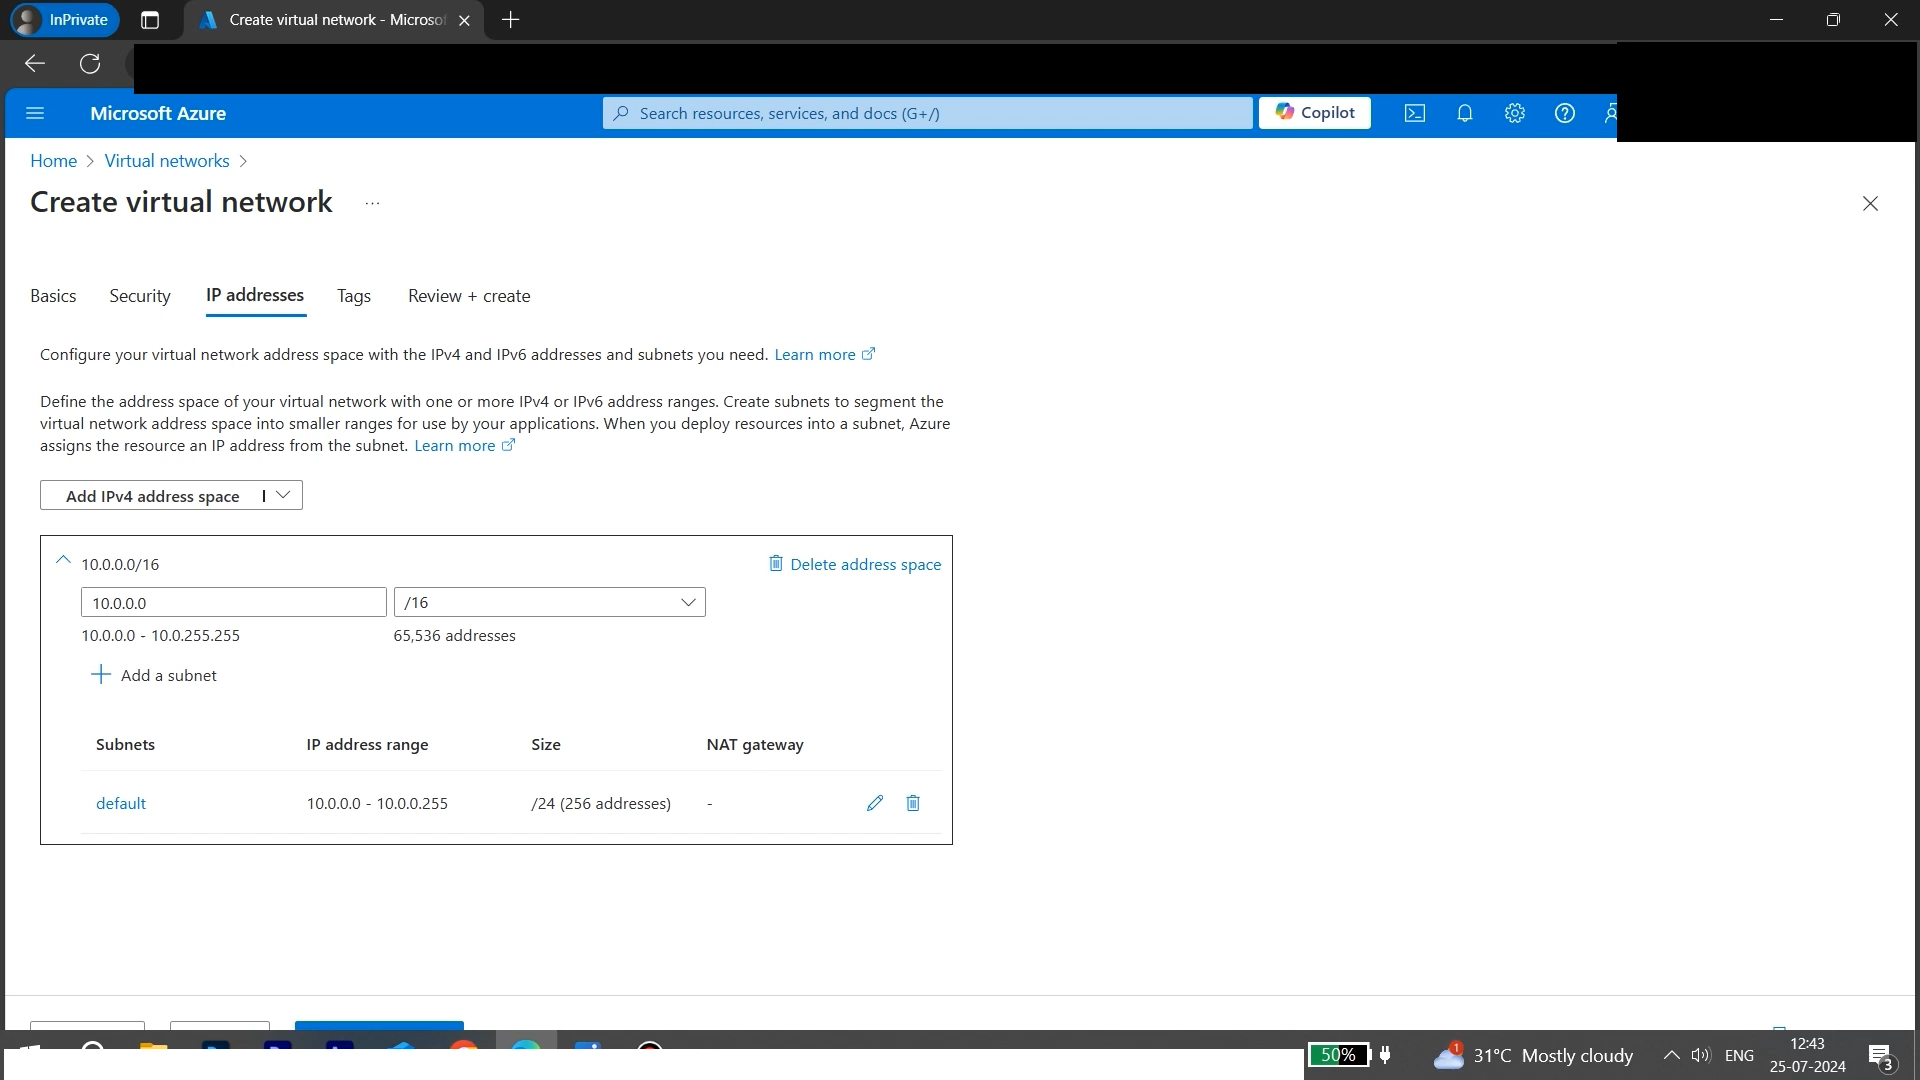 InPrivate
Create virtual network - Microsof
Microsoft Azure
Search resources, services, and docs (G+/)
Copilot
Home > Virtual networks >
Create virtual network ...
Basics Security IP addresses Tags Review + create
Configure your virtual network address space with the IPv4 and IPv6 addresses and subnets you need. Learn more
Define the address space of your virtual network with one or more IPv4 or IPv6 address ranges. Create subnets to segment the
virtual network address space into smaller ranges for use by your applications. When you deploy resources into a subnet, Azure
assigns the resource an IP address from the subnet. Learn more
Add IPv4 address space |
10.0.0.0/16 Delete address space
10.0.0.0 /16
10.0.0.0 - 10.0.255.255 65,536 addresses
+ Add a subnet
Subnets IP address range Size NAT gateway
default 10.0.0.0 - 10.0.0.255 /24 (256 addresses) -
50% 1 31°C Mostly cloudy ENG 12:43
25-07-2024 3